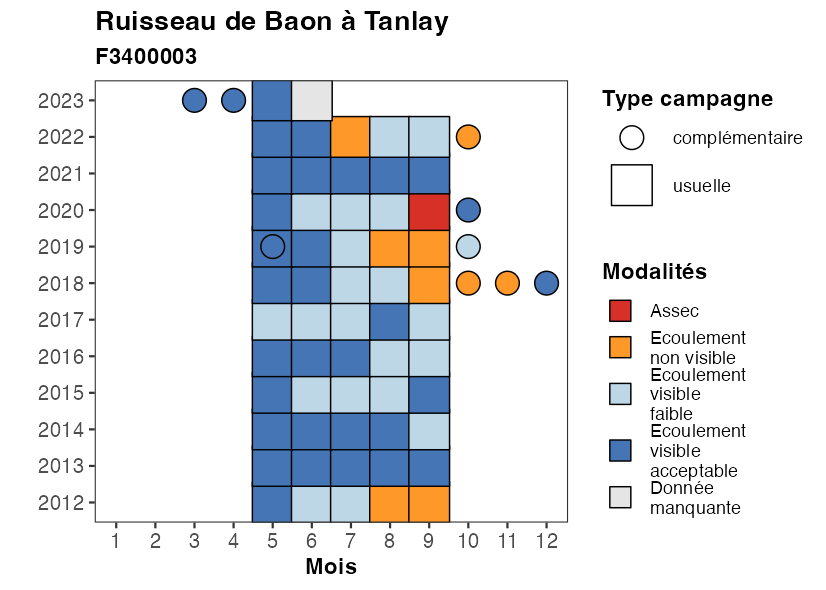 Ruisseau de Baon à Tanlay
F3400003
2023
2022
2021
2020
2019
2018
2017
2016
2015
2014
2013
2012
1 2 3 4 5 6 7 8 9 10 11 12
Mois
Type campagne
complémentaire
usuelle
Modalités
Assec
Ecoulement
non visible
Ecoulement
visible
faible
Ecoulement
visible
acceptable
Donnée
manquante